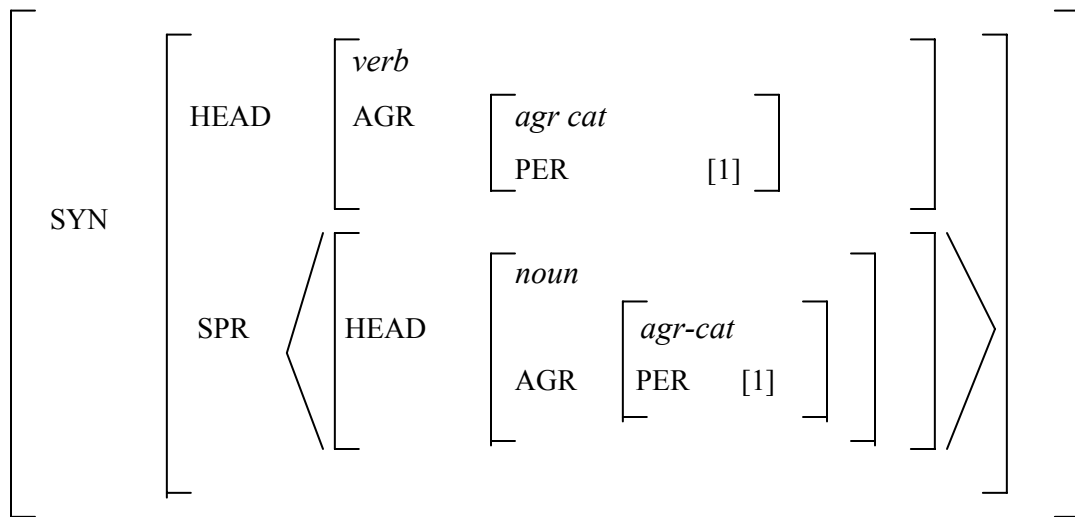 verb
HEAD AGR agr cat
PER [1]
SYN
noun
SPR HEAD agr-cat
AGR PER [1]